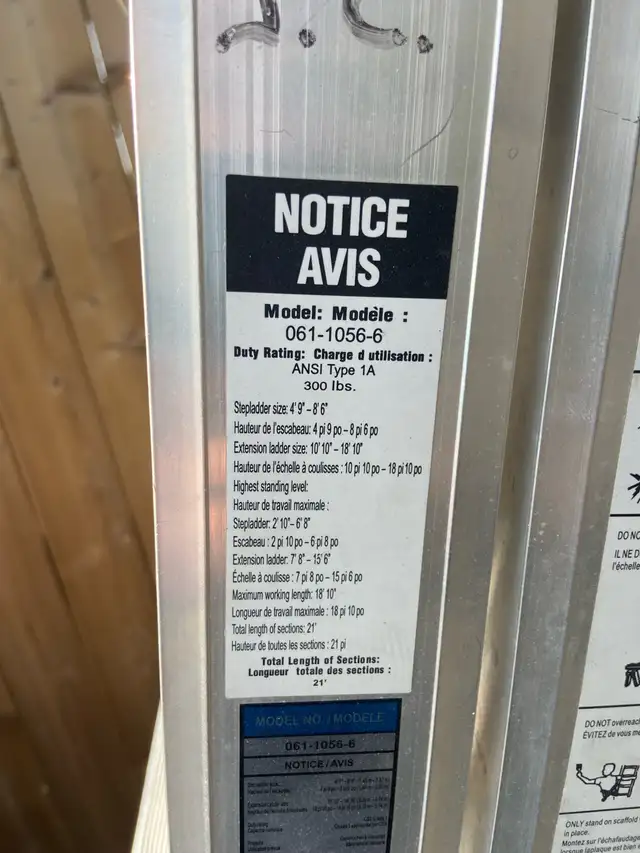 J.C.
NOTICE
AVIS
Model: Modèle :
061-1056-6
Duty Rating: Charge d utilisation :
ANSI Type 1A
300 lbs.
Stepladder size: 4' 9" – 8' 6"
Hauteur de l'escabeau: 4 pi 9 po – 8 pi 6 po
Extension ladder size: 10' 10" – 18' 10"
Hauteur de l'échelle à coulisses : 10 pi 10 po – 18 pi 10 po
Highest standing level:
Hauteur de travail maximale :
Stepladder: 2' 10"– 6' 8"
Escabeau : 2 pi 10 po – 6 pi 8 po
Extension ladder: 7' 8" – 15' 6"
Échelle à coulisse : 7 pi 8 po – 15 pi 6 po
Maximum working length: 18' 10"
Longueur de travail maximale : 18 pi 10 po
Total length of sections: 21'
Hauteur de toutes les sections : 21 pi
Total Length of Sections:
Longueur totale des sections :
21'
MODEL NO. / MODÈLE
061-1056-6
NOTICE / AVIS
DO NO
IL NE D
l'échelle
DO NOT overreach
ÉVITEZ de vous me
ONLY stand on scaffold
in place.
Montez sur l'échafaudage
lorsque la plaque est bien